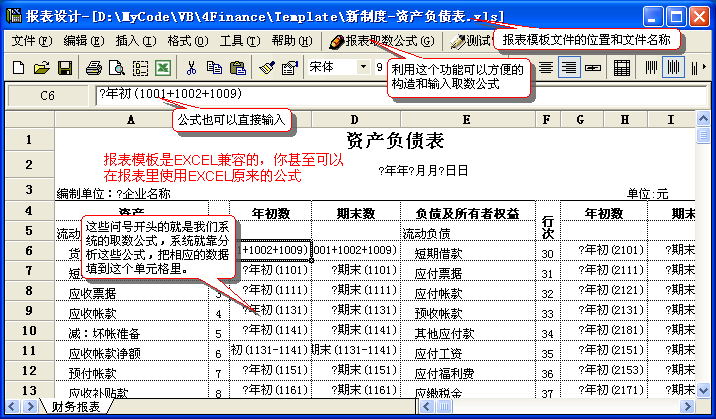 报表设计-[D:\MyCode\VB\4Finance\Template\新制度-资产负债表.xls]
文件(F) 编辑(E) 插入(I) 格式(O) 工具(T) 帮助(H) 报表取数公式(G) 测试
报表模板文件的位置和文件名称
宋体 9
利用这个功能可以方便的
构造和输入取数公式
C6 ?年初(1001+1002+1009)
公式也可以直接输入
A D E F G H I
1 资产负债表
报表模板是EXCEL兼容的，你甚至可以
在报表里使用EXCEL原来的公式
2 ?年年?月月?日日
3 编制单位：?企业名称 单位:元
4 资产 年初数 期末数 负债及所有者权益 行次 年初数 期末数
这些问号开头的就是我们系
统的取数公式，系统就靠分
析这些公式，把相应的数据
填到这个单元格里。
5 流动 流动负债
6 货 +1002+1009) 001+1002+1009) 短期借款 30 ?年初(2101) ?期末(2101)
7 短 ?年初(1101) ?期末(1101) 应付票据 31 ?年初(2111) ?期末(2111)
8 应收票据 3 ?年初(1111) ?期末(1111) 应付帐款 32 ?年初(2121) ?期末(2121)
9 应收帐款 4 ?年初(1131) ?期末(1131) 预收帐款 33 ?年初(2131) ?期末(2131)
10 减：坏帐准备 5 ?年初(1141) ?期末(1141) 其他应付款 34 ?年初(2181) ?期末(2181)
11 应收帐款净额 6 初(1131-1141) 期末(1131-1141) 应付工资 35 ?年初(2151) ?期末(2151)
12 预付帐款 7 ?年初(1151) ?期末(1151) 应付福利费 36 ?年初(2153) ?期末(2153)
13 应收补贴款 8 ?年初(1161) ?期末(1161) 应缴税金 37 ?年初(2171) ?期末(2171)
财务报表